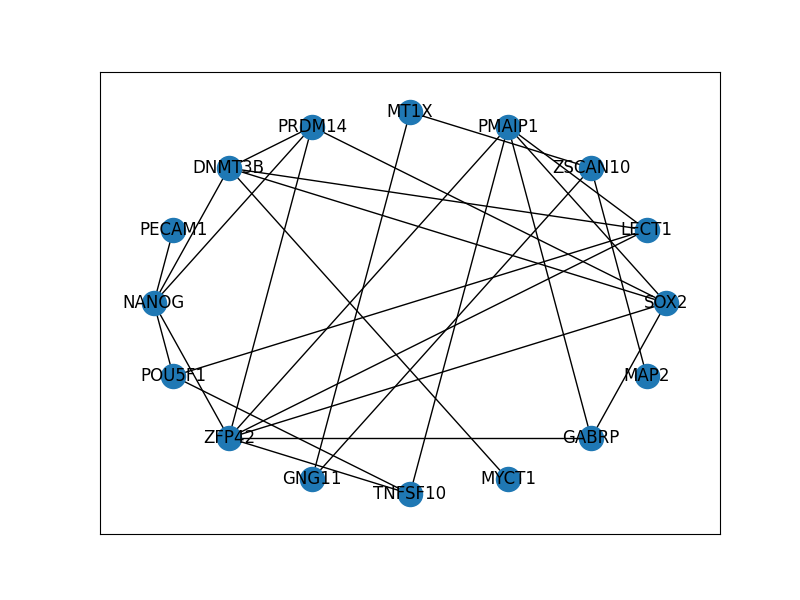 MT1X
PRDM14
PMAIP1
DNMT3B
ZSCAN10
PECAM1
LECT1
NANOG
SOX2
POU5F1
MAP2
ZFP42
GABRP
GNG11
MYCT1
TNFSF10